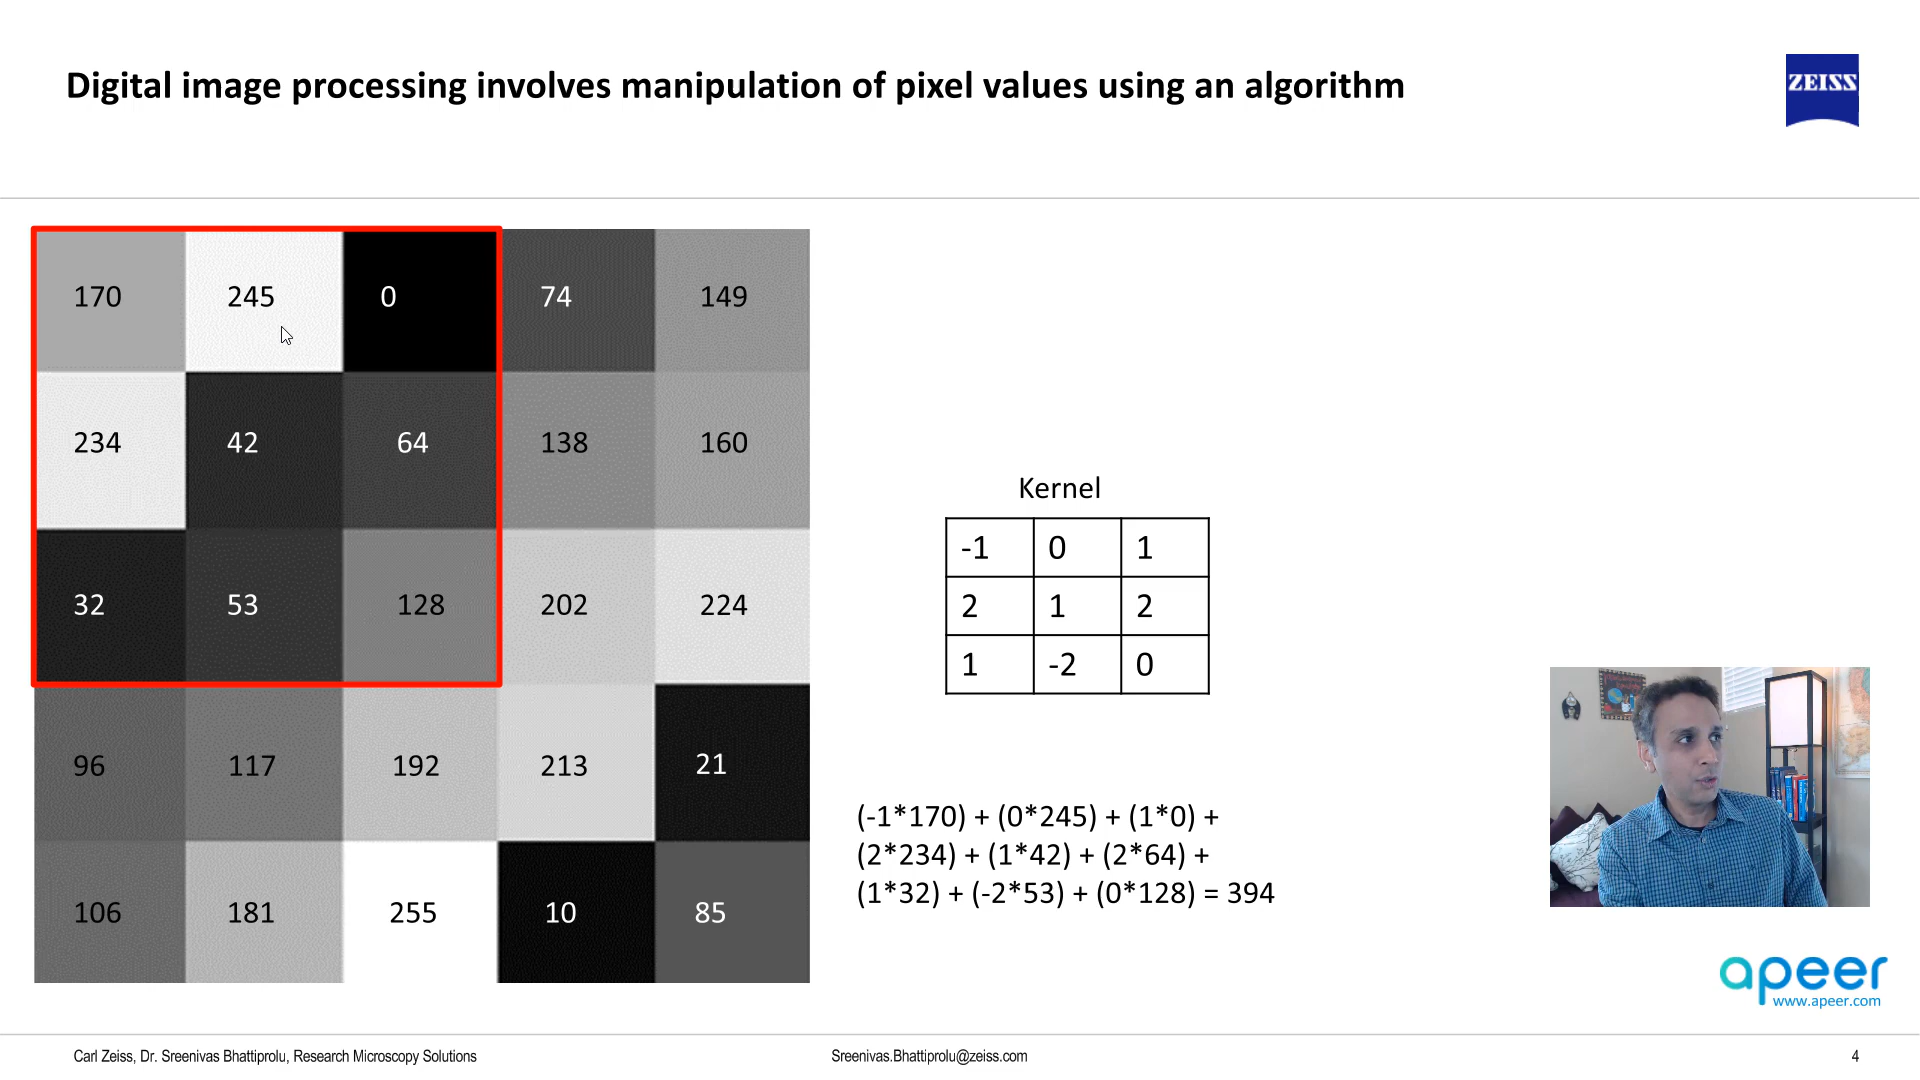 Digital image processing involves manipulation of pixel values using an algorithm
ZEISS
170 245 0 74 149
234 42 64 138 160
32 53 128 202 224
96 117 192 213 21
106 181 255 10 85
Kernel
-1 0 1
2 1 2
1 -2 0
(-1*170) + (0*245) + (1*0) +
(2*234) + (1*42) + (2*64) +
(1*32) + (-2*53) + (0*128) = 394
apeer
www.apeer.com
Carl Zeiss, Dr. Sreenivas Bhattiprolu, Research Microscopy Solutions
Sreenivas.Bhattiprolu@zeiss.com
4